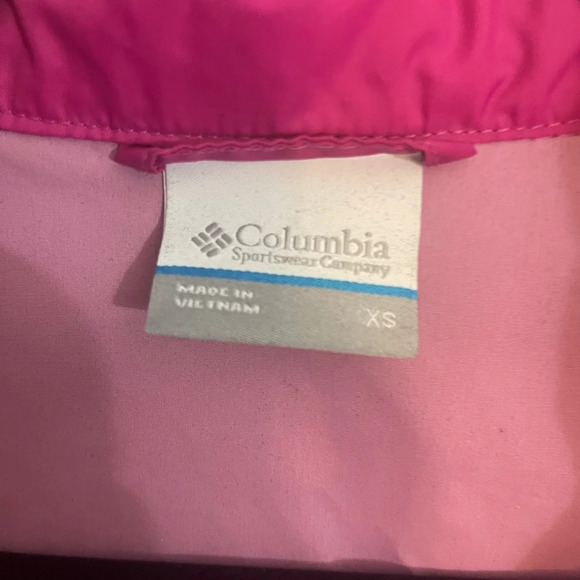 Columbia
Sportswear Company
MADE IN
VIETNAM
XS